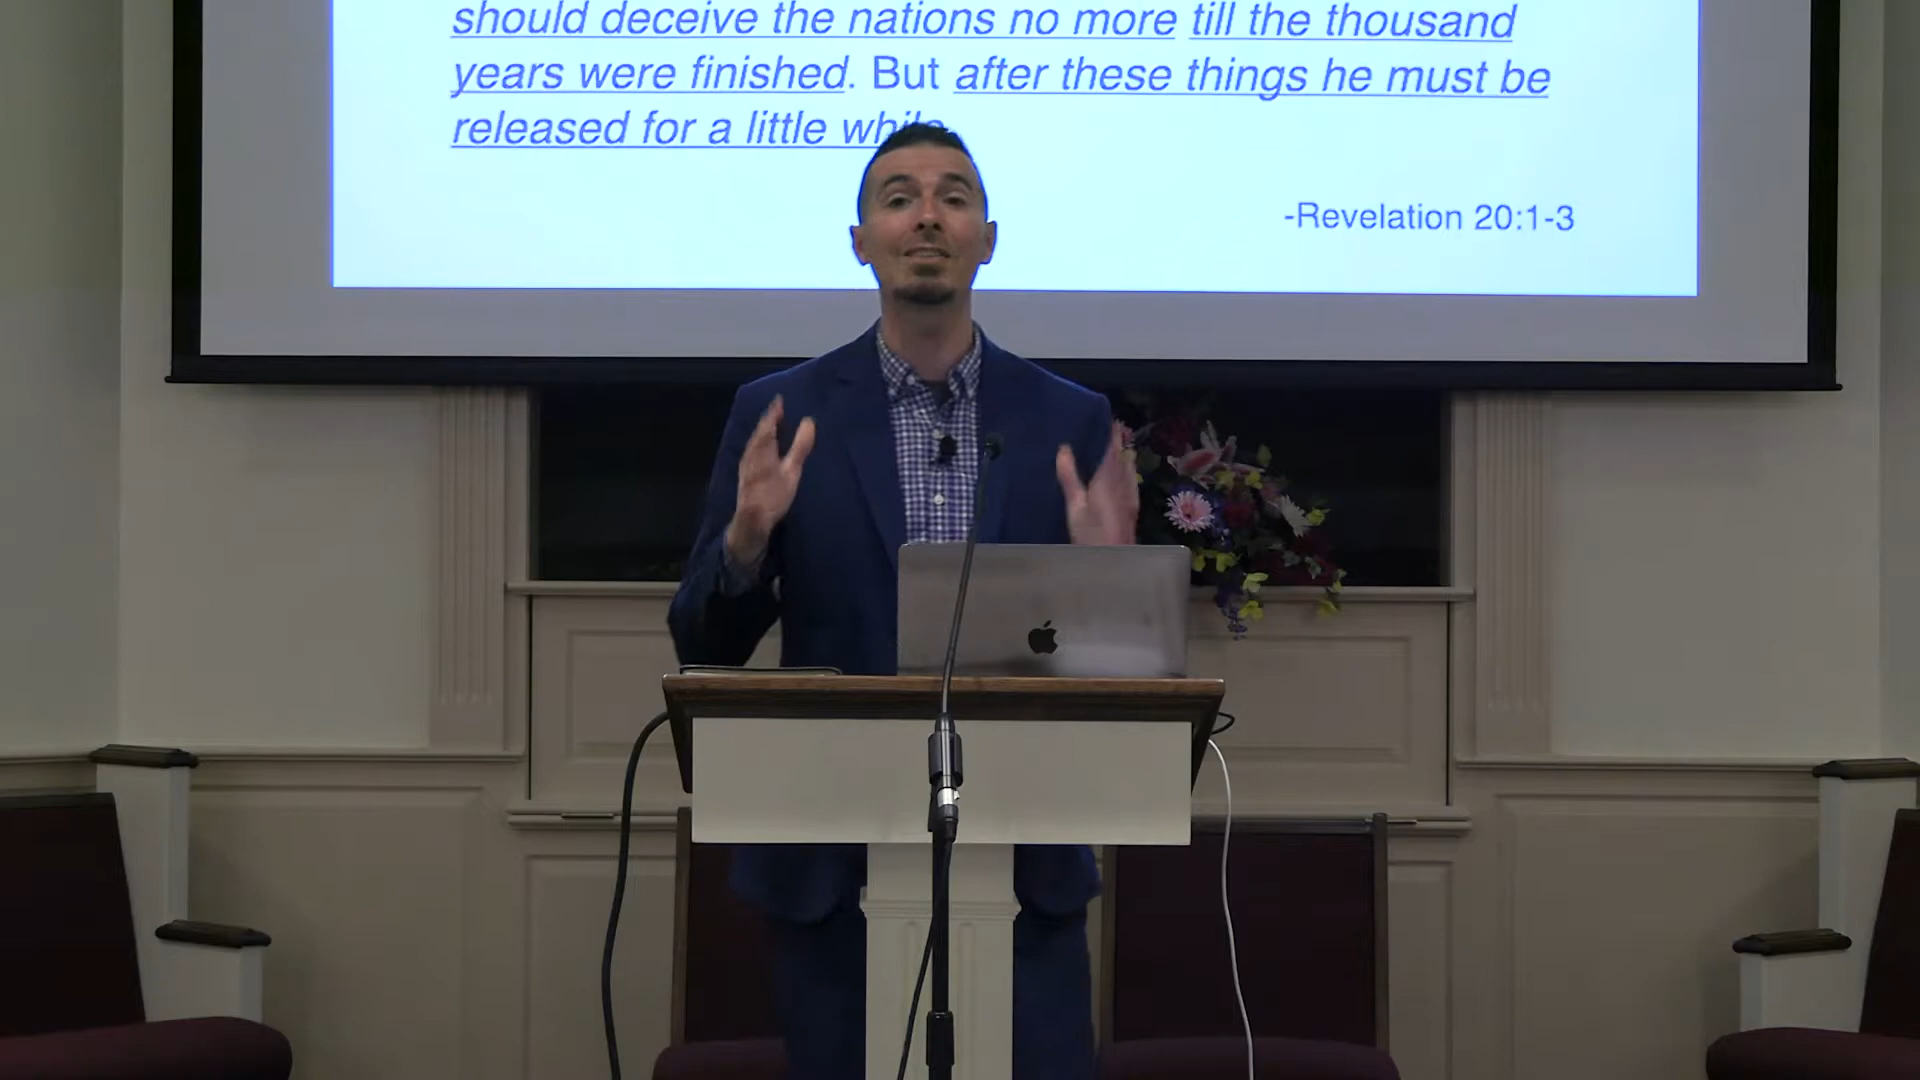 should deceive the nations no more till the thousand
years were finished. But after these things he must be
released for a little while
-Revelation 20:1-3